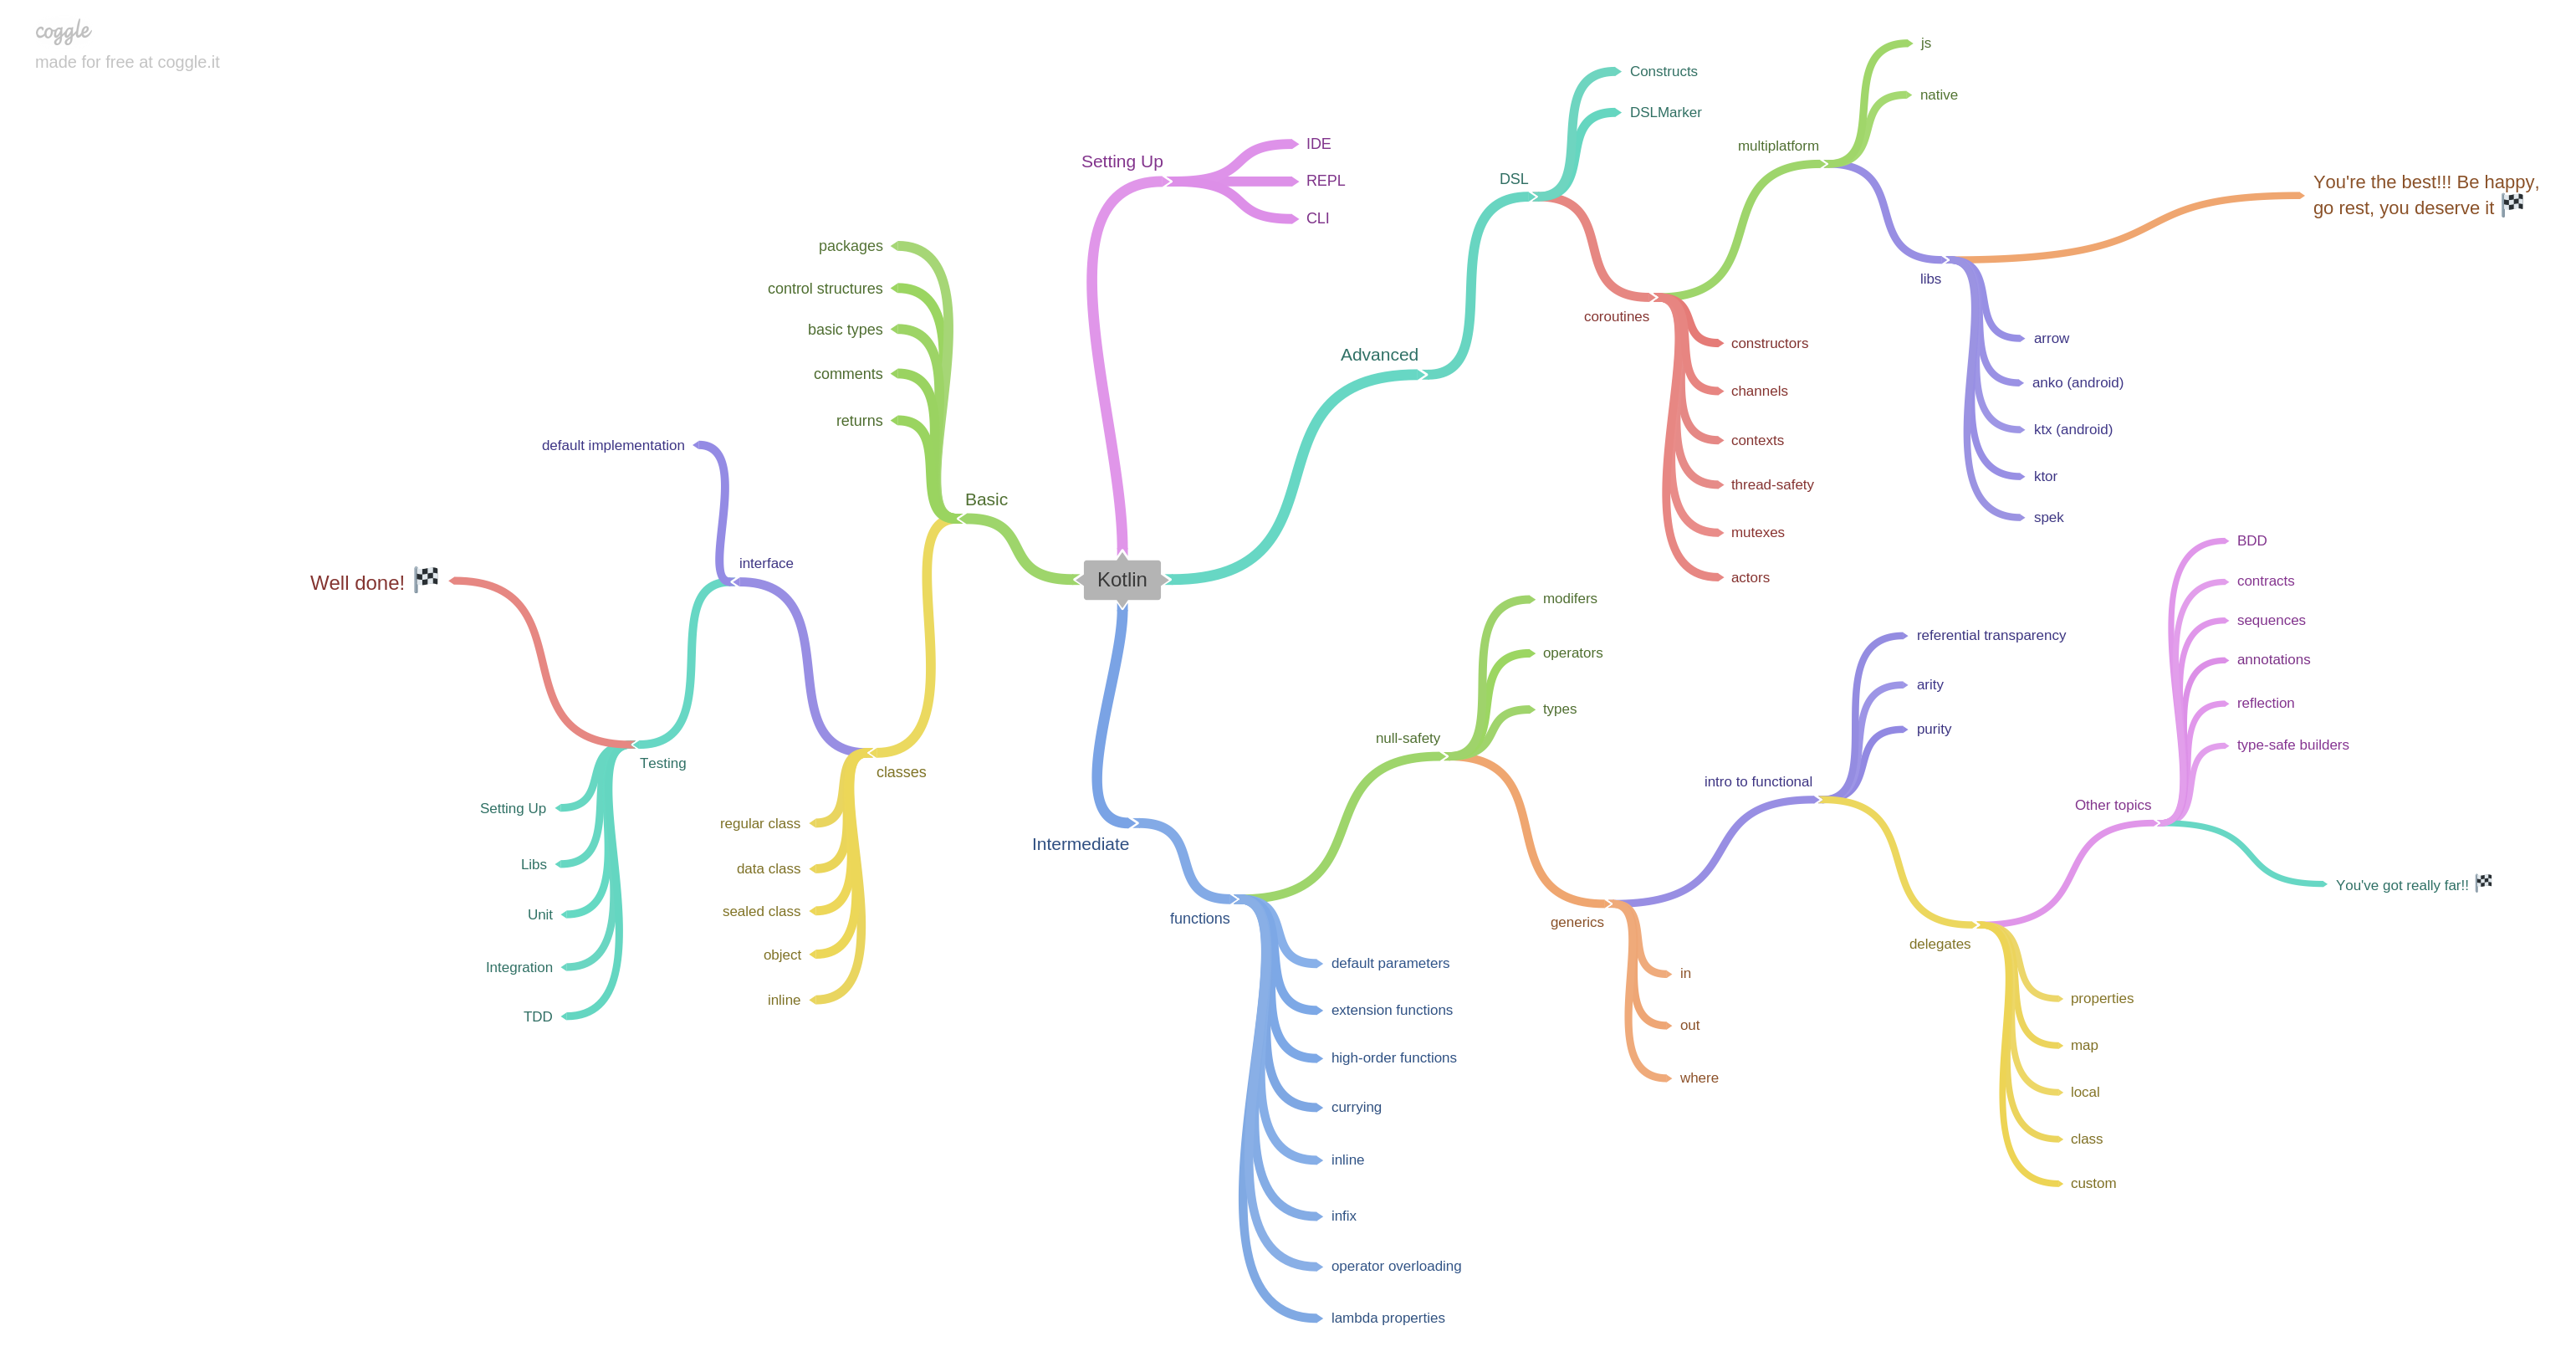 coggle
made for free at coggle.it
Kotlin
Setting Up
IDE
REPL
CLI
Basic
packages
control structures
basic types
comments
returns
classes
regular class
data class
sealed class
object
inline
interface
default implementation
Testing
Setting Up
Libs
Unit
Integration
TDD
Well done! 🏁
Advanced
DSL
Constructs
DSLMarker
coroutines
constructors
channels
contexts
thread-safety
mutexes
actors
multiplatform
js
native
libs
arrow
anko (android)
ktx (android)
ktor
spek
You're the best!!! Be happy,
go rest, you deserve it 🏁
Intermediate
functions
default parameters
extension functions
high-order functions
currying
inline
infix
operator overloading
lambda properties
null-safety
modifers
operators
types
generics
in
out
where
intro to functional
referential transparency
arity
purity
delegates
properties
map
local
class
custom
Other topics
BDD
contracts
sequences
annotations
reflection
type-safe builders
You've got really far!! 🏁